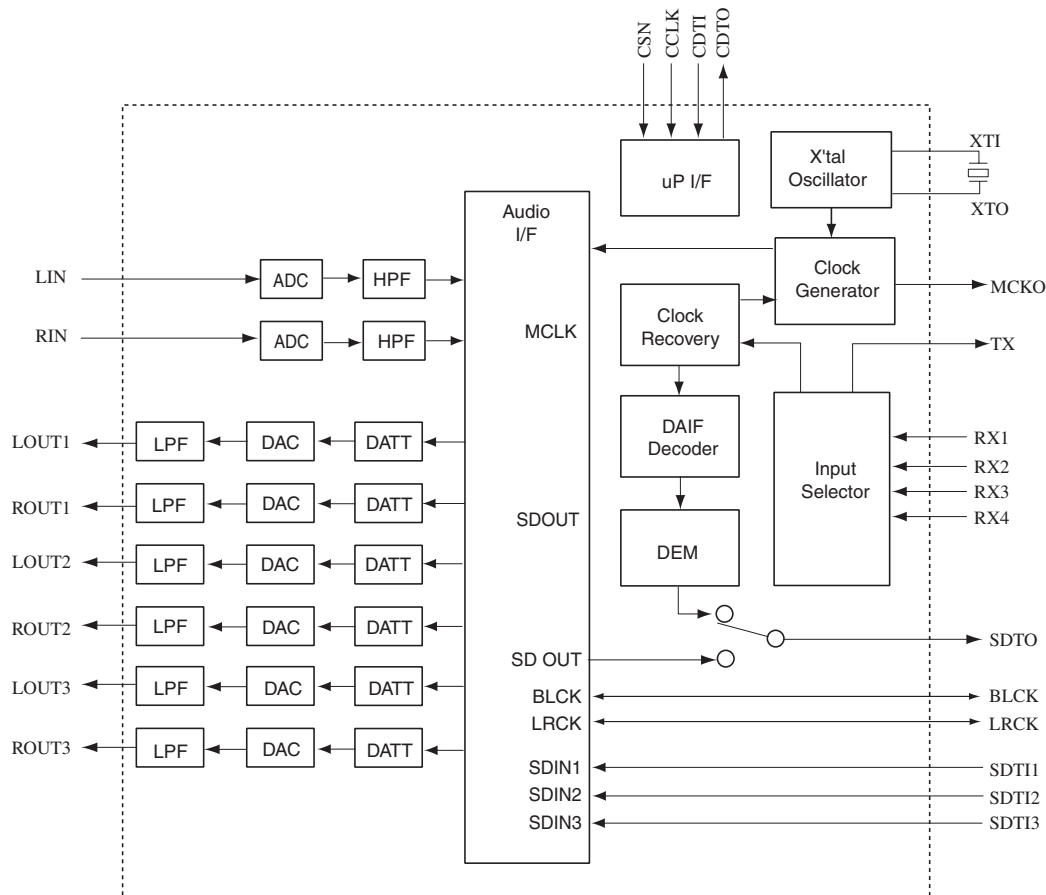 CSN
CCLK
CDTI
CDTO
uP I/F
X'tal
Oscillator
XTI
XTO
Audio
I/F
Clock
Generator
MCKO
LIN
ADC
HPF
RIN
ADC
HPF
MCLK
Clock
Recovery
TX
DAIF
Decoder
Input
Selector
RX1
RX2
RX3
RX4
LOUT1
LPF
DAC
DATT
ROUT1
LPF
DAC
DATT
SDOUT
DEM
LOUT2
LPF
DAC
DATT
ROUT2
LPF
DAC
DATT
SD OUT
SDTO
LOUT3
LPF
DAC
DATT
BLCK
BLCK
LRCK
LRCK
ROUT3
LPF
DAC
DATT
SDIN1
SDTI1
SDIN2
SDTI2
SDIN3
SDTI3